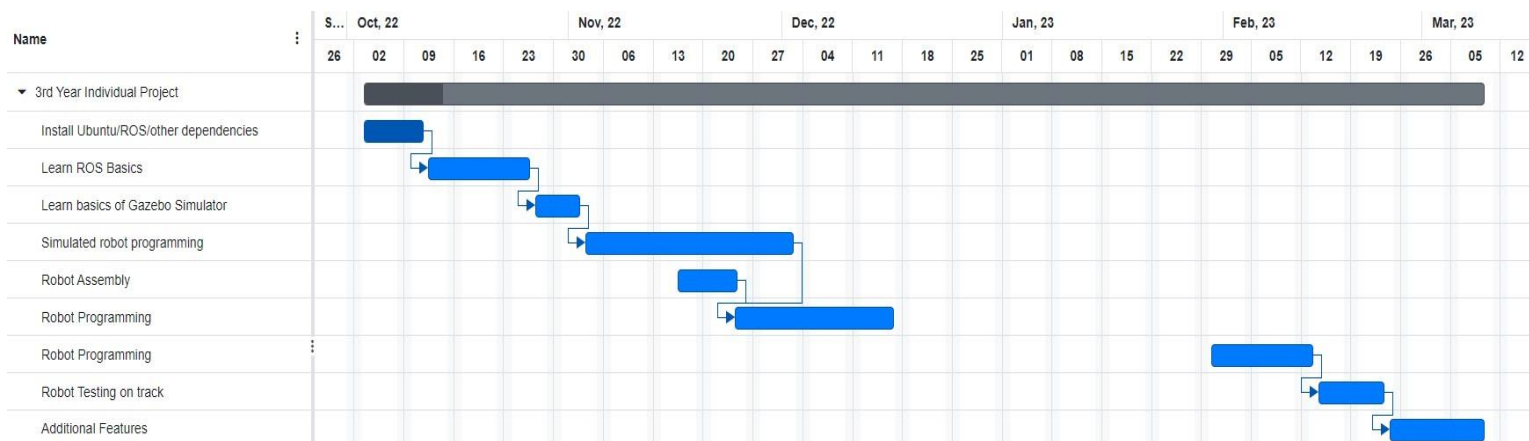 Name
S... Oct, 22 Nov, 22 Dec, 22 Jan, 23 Feb, 23 Mar, 23
26 02 09 16 23 30 06 13 20 27 04 11 18 25 01 08 15 22 29 05 12 19 26 05 12
3rd Year Individual Project
Install Ubuntu/ROS/other dependencies
Learn ROS Basics
Learn basics of Gazebo Simulator
Simulated robot programming
Robot Assembly
Robot Programming
Robot Programming
Robot Testing on track
Additional Features